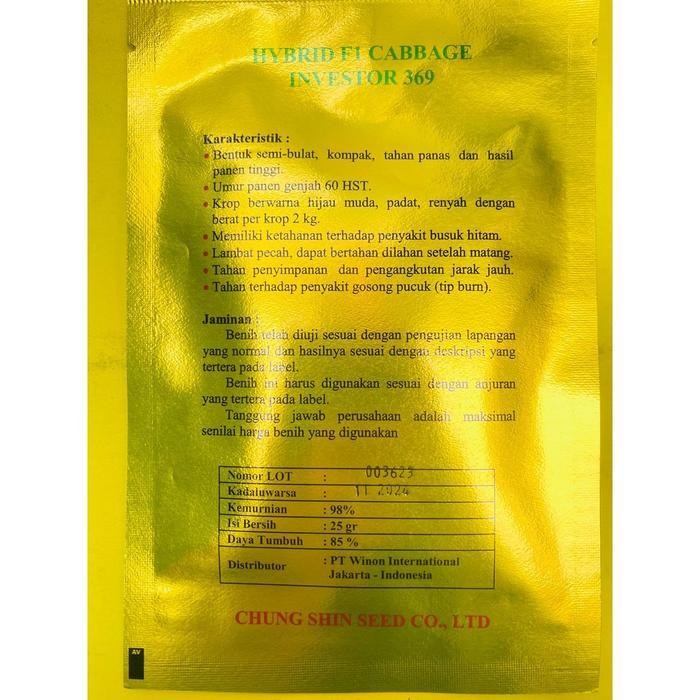 HYBRID F1 CABBAGE
INVESTOR 369
Karakteristik :
• Bentuk semi-bulat, kompak, tahan panas dan hasil
panen tinggi.
• Umur panen genjah 60 HST.
• Krop berwarna hijau muda, padat, renyah dengan
berat per krop 2 kg.
• Memiliki ketahanan terhadap penyakit busuk hitam.
• Lambat pecah, dapat bertahan dilahan setelah matang.
• Tahan penyimpanan dan pengangkutan jarak jauh.
• Tahan terhadap penyakit gosong pucuk (tip burn).
Jaminan :
Benih telah diuji sesuai dengan pengujian lapangan
yang normal dan hasilnya sesuai dengan deskripsi yang
tertera pada label.
Benih ini harus digunakan sesuai dengan anjuran
yang tertera pada label.
Tanggung jawab perusahaan adalah maksimal
senilai harga benih yang digunakan
Nomor LOT : 003623
Kadaluwarsa : 11 2024
Kemurnian : 98%
Isi Bersih : 25 gr
Daya Tumbuh : 85 %
Distributor : PT Winon International
Jakarta - Indonesia
CHUNG SHIN SEED CO., LTD
AV